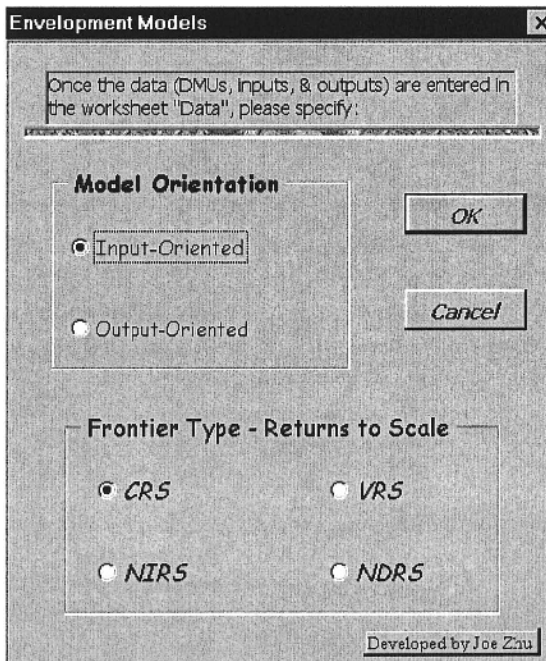 Envelopment Models
Once the data (DMUs, inputs, & outputs) are entered in
the worksheet "Data", please specify:
Model Orientation
Input-Oriented
Output-Oriented
OK
Cancel
Frontier Type - Returns to Scale
CRS
VRS
NIRS
NDRS
Developed by Joe Zhu